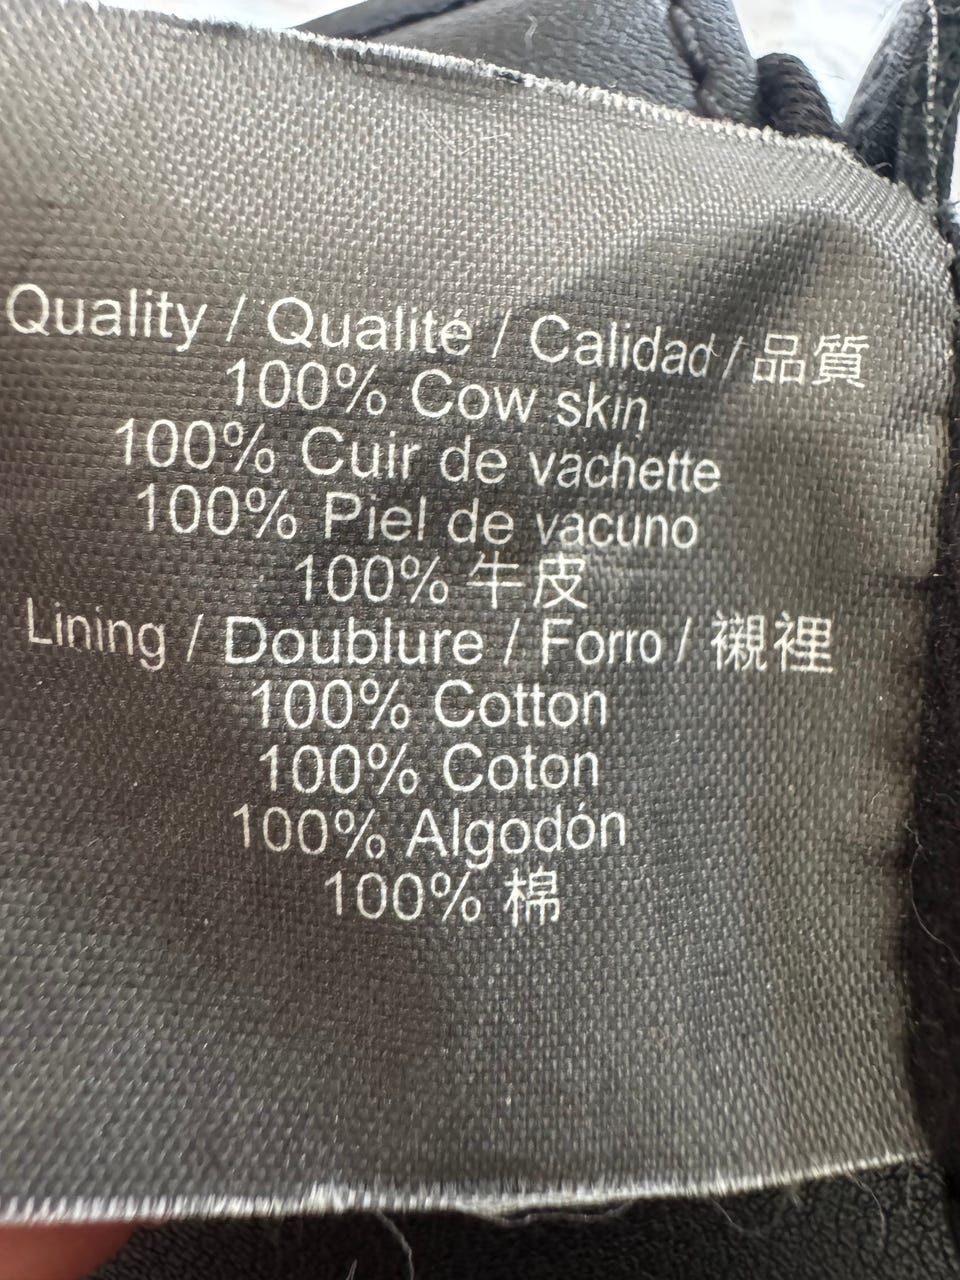 Quality / Qualité / Calidad / 品質
100% Cow skin
100% Cuir de vachette
100% Piel de vacuno
100% 牛皮
Lining / Doublure / Forro / 襯裡
100% Cotton
100% Coton
100% Algodón
100% 棉